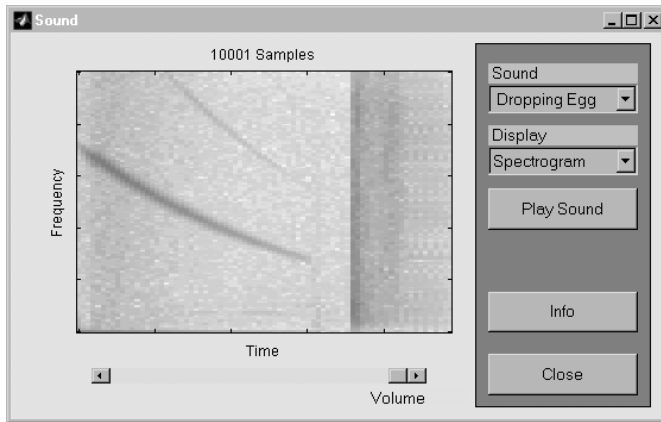 Sound
10001 Samples
Frequency
Time
Volume
Sound
Dropping Egg
Display
Spectrogram
Play Sound
Info
Close